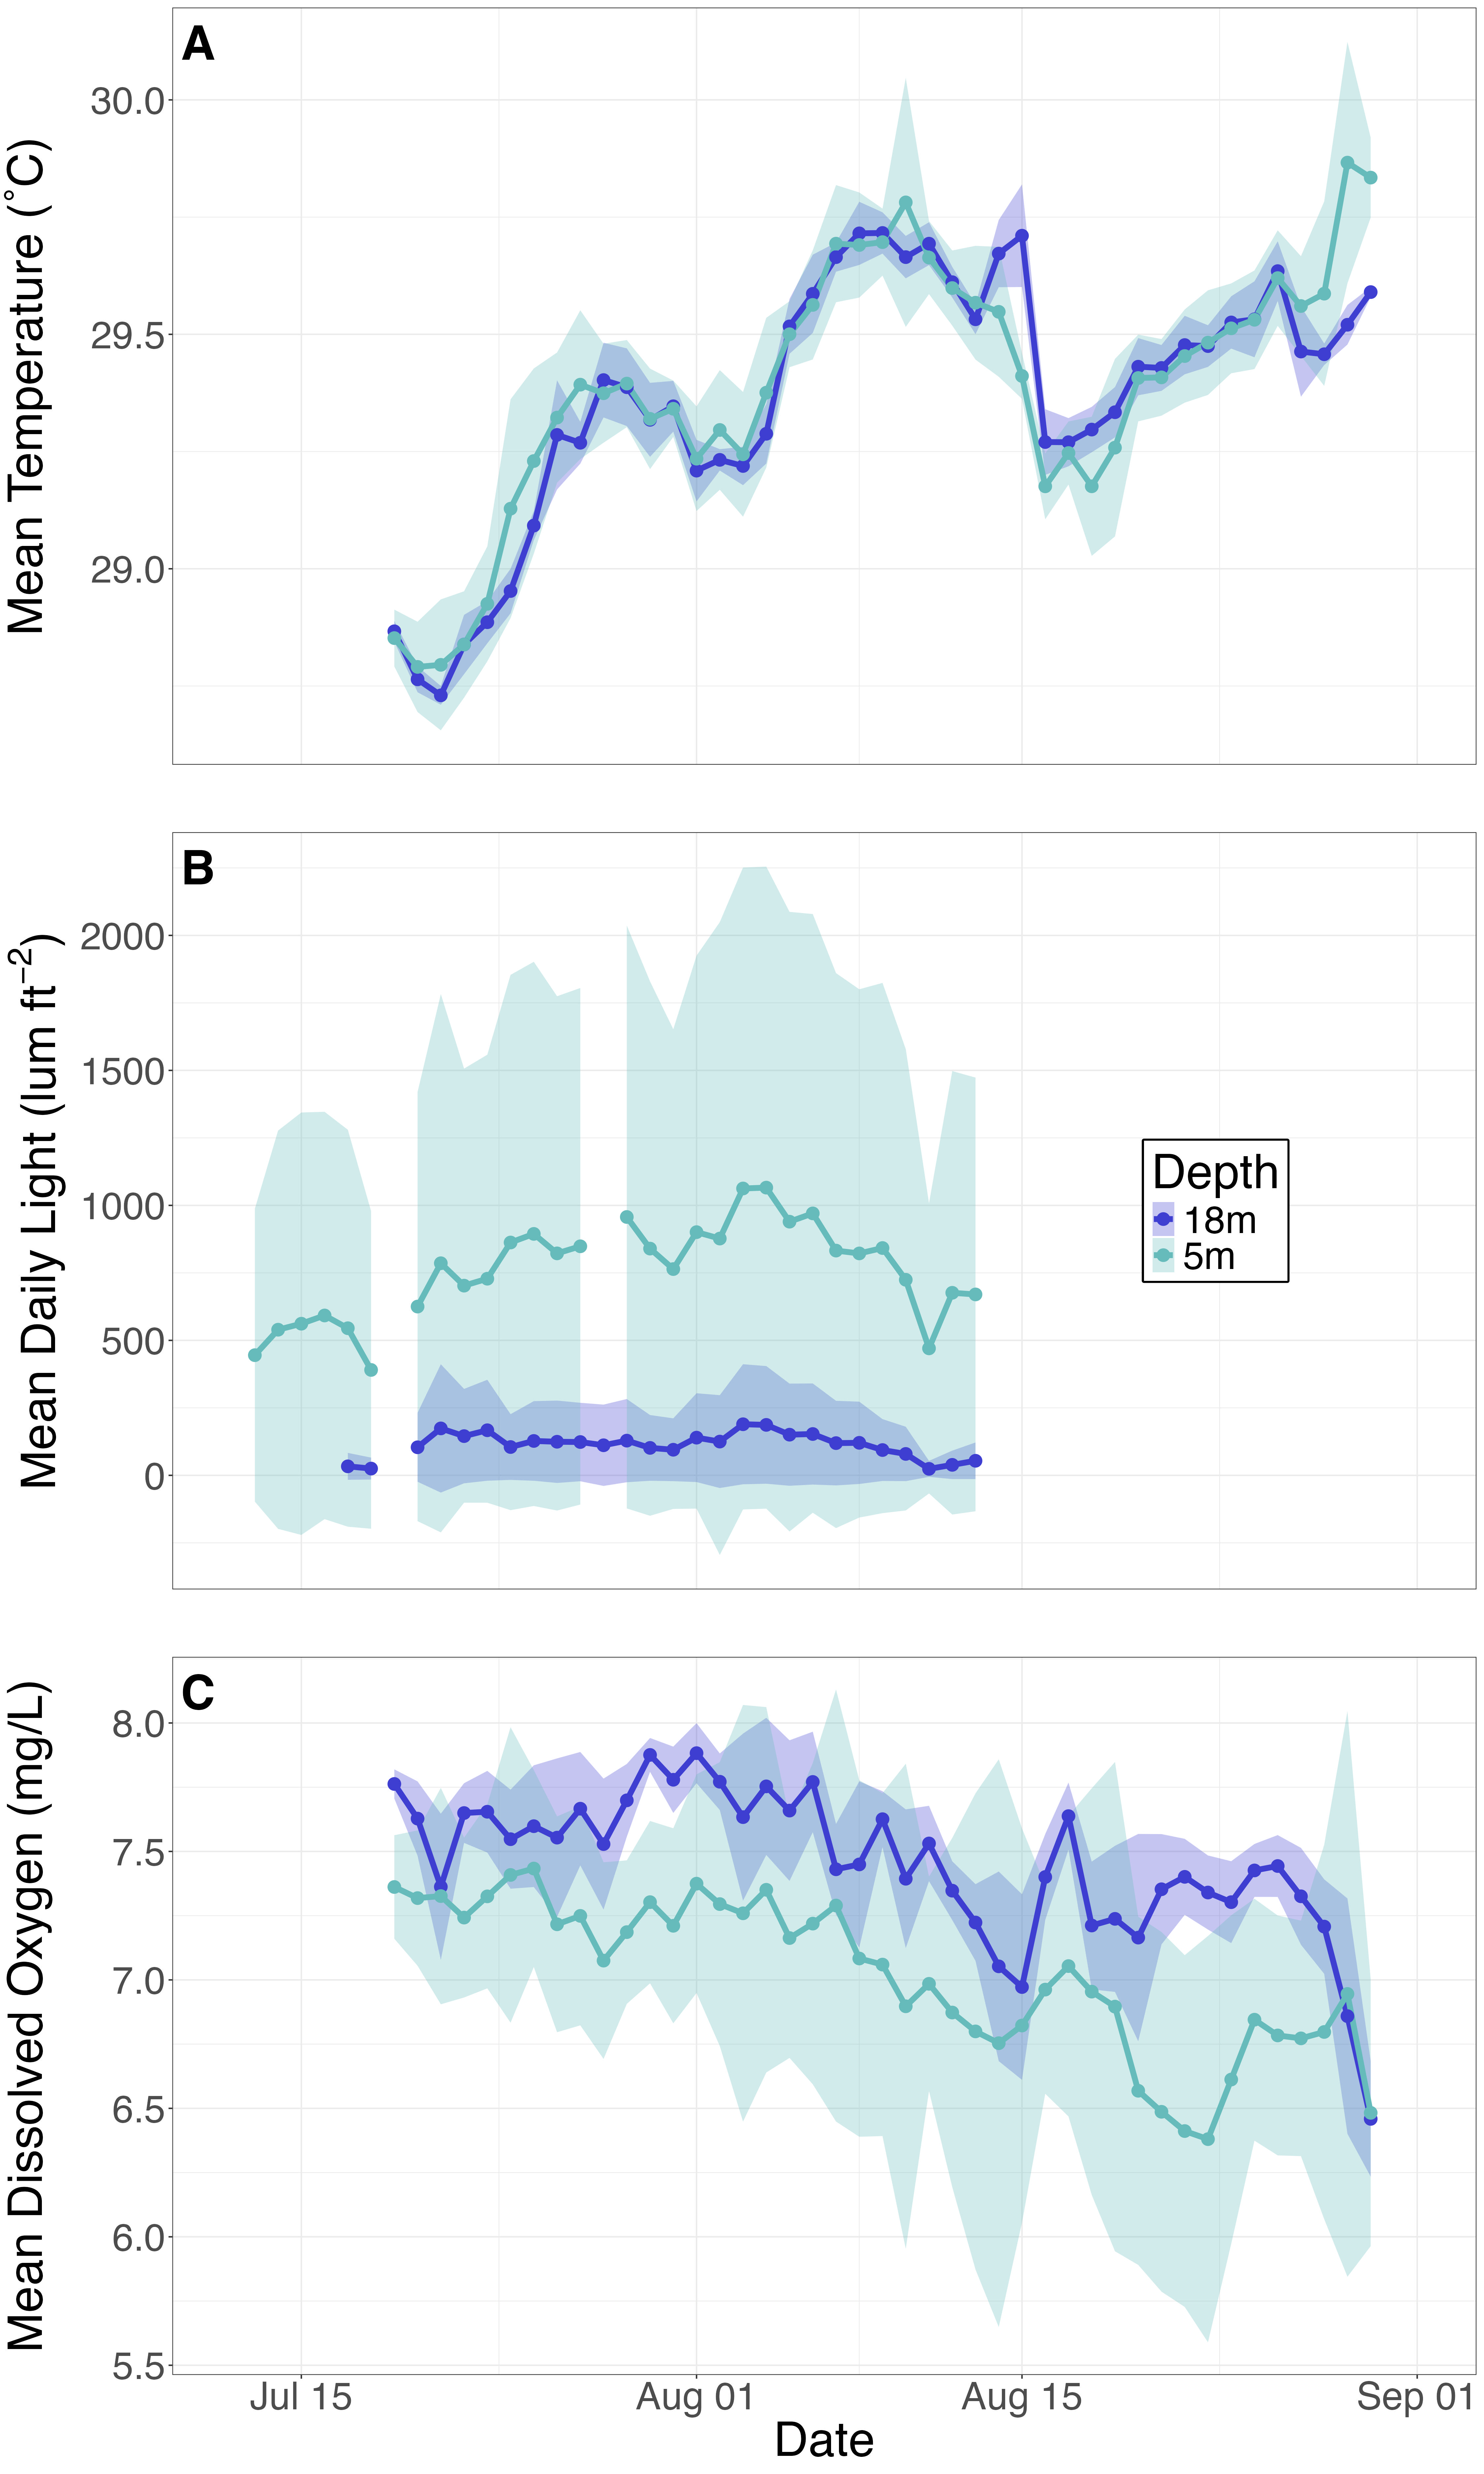 A
Mean Temperature (°C)
30.0
29.5
29.0
B
Mean Daily Light (lum ft⁻²)
2000
1500
1000
500
0
Depth
18m
5m
C
Mean Dissolved Oxygen (mg/L)
8.0
7.5
7.0
6.5
6.0
5.5
Jul 15 Aug 01 Aug 15 Sep 01
Date